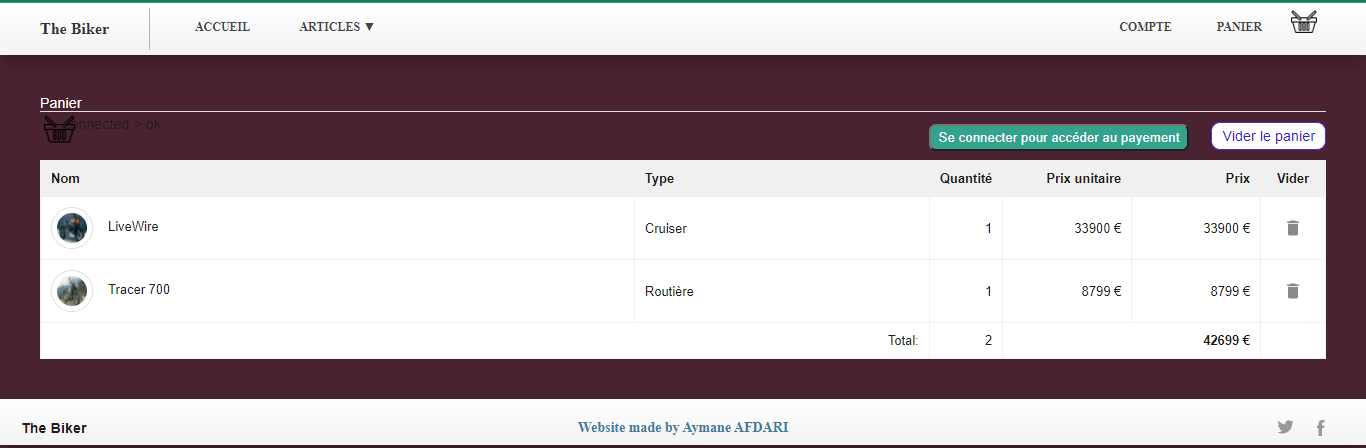 The Biker ACCUEIL ARTICLES ▼ COMPTE PANIER
Panier
nnected > ok
Se connecter pour accéder au payement Vider le panier
Nom Type Quantité Prix unitaire Prix Vider
LiveWire Cruiser 1 33900 € 33900 €
Tracer 700 Routière 1 8799 € 8799 €
Total: 2 42699 €
The Biker Website made by Aymane AFDARI